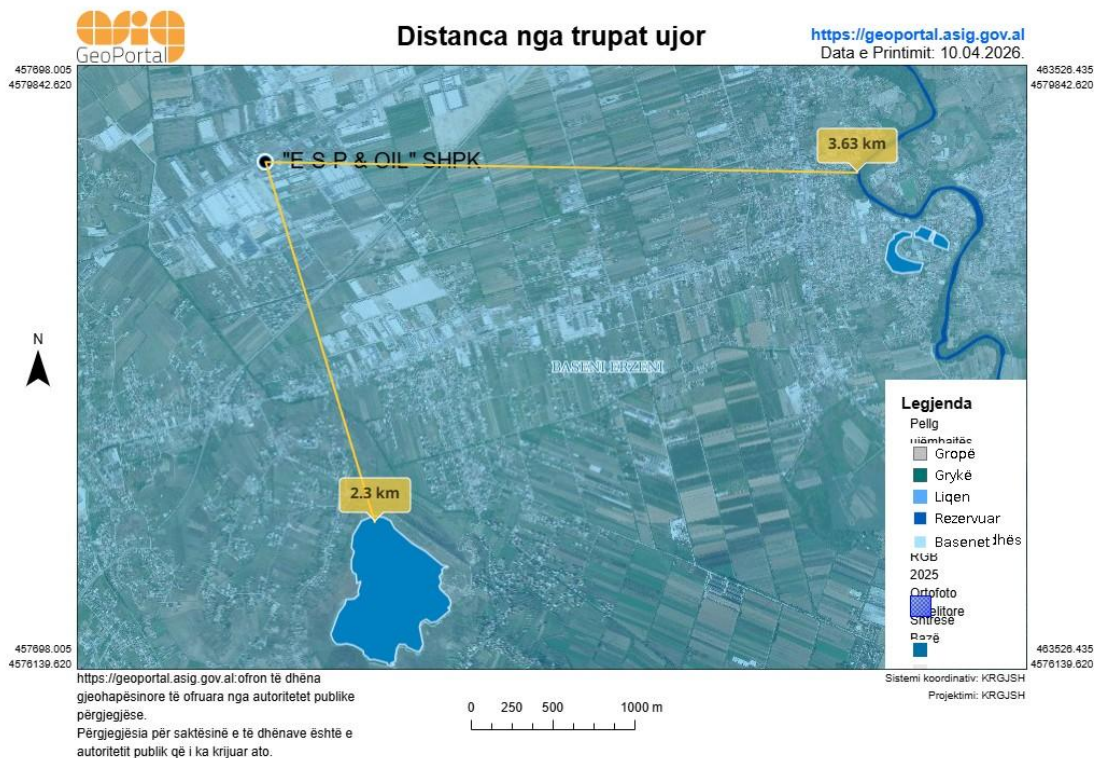 asig
GeoPortal
Distanca nga trupat ujor
https://geoportal.asig.gov.al
Data e Printimit: 10.04.2026.
457698.005
4579842.620
463526.435
4579842.620
"E S P & OIL" SHPK
3.63 km
N
BASENI ERZENI
2.3 km
Legjenda
Pellg
ujëmbajtës
Gropë
Grykë
Liqen
Rezervuar
Basenet
RGB
2025
Ortofoto
Shtresë
Bazë
457698.005
4576139.620
463526.435
4576139.620
https://geoportal.asig.gov.al:ofron të dhëna
gjeohapësinore të ofruara nga autoritetet publike
përgjegjëse.
Përgjegjësia për saktësinë e të dhënave është e
autoritetit publik që i ka krijuar ato.
0 250 500 1000 m
Sistemi koordinativ: KRGJSH
Projektimi: KRGJSH